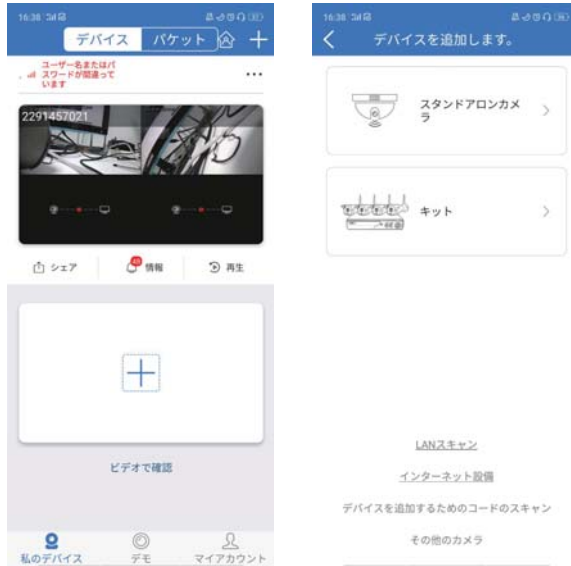 16:38
デバイス
パケット
ユーザー名またはパ
スワードが間違って
います
2291457021
シェア
49
情報
再生
ビデオで確認
私のデバイス
デモ
マイアカウント
16:38
デバイスを追加します。
スタンドアロンカメ
ラ
キット
LANスキャン
インターネット設備
デバイスを追加するためのコードのスキャン
その他のカメラ